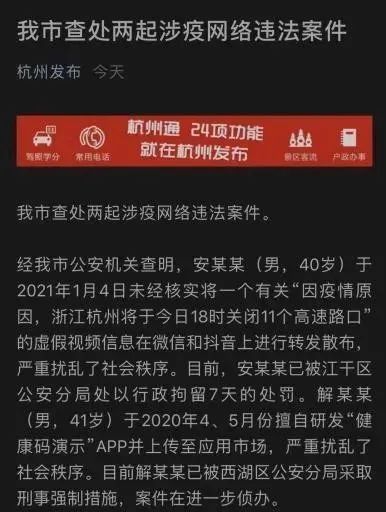 我市查处两起涉疫网络违法案件
杭州发布 今天
杭州通 24项功能
就在杭州发布
驾照学分 常用电话 景区客流 户政办事
我市查处两起涉疫网络违法案件。
经我市公安机关查明，安某某（男，40岁）于
2021年1月4日未经核实将一个有关“因疫情原
因，浙江杭州将于今日18时关闭11个高速路口”
的虚假视频信息在微信和抖音上进行转发散布，
严重扰乱了社会秩序。目前，安某某已被江干区
公安分局处以行政拘留7天的处罚。解某某
（男，41岁）于2020年4、5月份擅自研发“健
康码演示”APP并上传至应用市场，严重扰乱了
社会秩序。目前解某某已被西湖区公安分局采取
刑事强制措施，案件在进一步侦办。